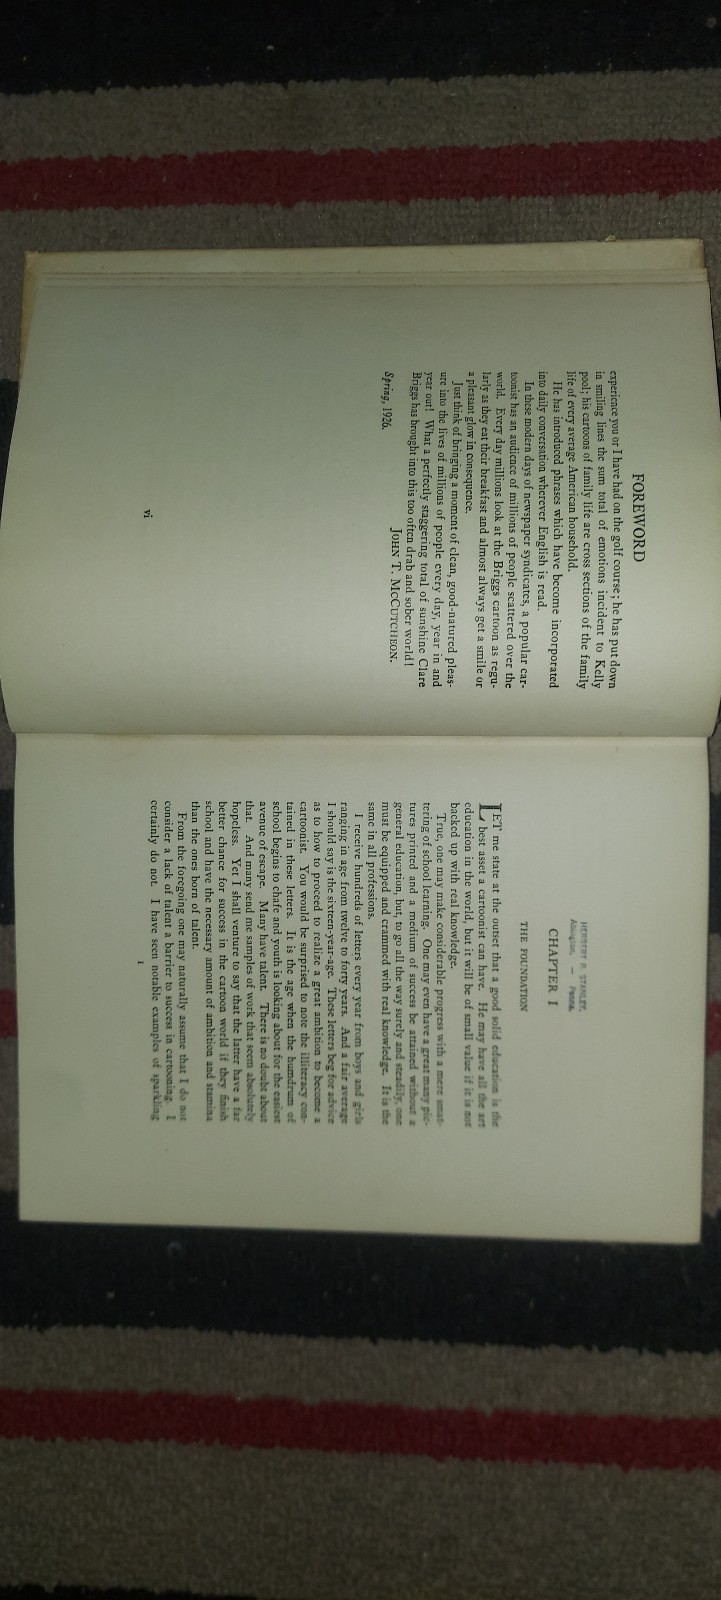 FOREWORD
experience you or I have had on the golf course; he has put down
in smiling lines the sum total of emotions incident to Kelly
pool; his cartoons of family life are cross sections of the family
life of every average American household.
He has introduced phrases which have become incorporated
into daily conversation wherever English is read.
In these modern days of newspaper syndicates, a popular car-
toonist has an audience of millions of people scattered over the
world. Every day millions look at the Briggs cartoon as regu-
larly as they eat their breakfast and almost always get a smile or
a pleasant glow in consequence.
Just think of bringing a moment of clean, good-natured pleas-
ure into the lives of millions of people every day, year in and
year out! What a perfectly staggering total of sunshine Clare
Briggs has brought into this too often drab and sober world!
JOHN T. MCCUTCHEON.
Spring, 1926.
vi
HERBERT R. STANLEY,
Abington, — Penna.
CHAPTER I
THE FOUNDATION
LET me state at the outset that a good solid education is the
best asset a cartoonist can have. He may have all the art
education in the world, but it will be of small value if it is not
backed up with real knowledge.
True, one may make considerable progress with a mere smat-
tering of school learning. One may even have a great many pic-
tures printed and a medium of success be attained without a
general education, but, to go all the way surely and steadily, one
must be equipped and crammed with real knowledge. It is the
same in all professions.
I receive hundreds of letters every year from boys and girls
ranging in age from twelve to forty years. And a fair average
I should say is the sixteen-year-age. These letters beg for advice
as to how to proceed to realize a great ambition to become a
cartoonist. You would be surprised to note the illiteracy con-
tained in these letters. It is the age when the humdrum of
school begins to chafe and youth is looking about for the easiest
avenue of escape. Many have talent. There is no doubt about
that. And many send me samples of work that seem absolutely
hopeless. Yet I shall venture to say that the latter have a far
better chance for success in the cartoon world if they finish
school and have the necessary amount of ambition and stamina
than the ones born of talent.
From the foregoing one may naturally assume that I do not
consider a lack of talent a barrier to success in cartooning. I
certainly do not. I have seen notable examples of sparkling
1